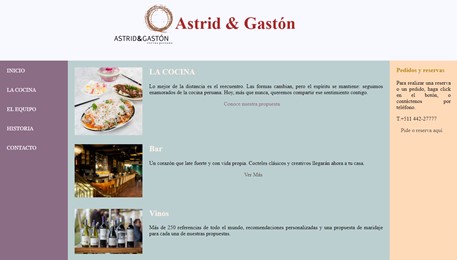 ASTRID&GASTÓN
Astrid & Gastón
INICIO
LA COCINA
EL EQUIPO
HISTORIA
CONTACTO
LA COCINA
Lo mejor de la distancia es el reencuentro. Las formas cambian, pero el espíritu se mantiene: seguimos
enamorados de la cocina peruana. Hoy, más que nunca, queremos compartir ese sentimiento contigo.
Conoce nuestra propuesta
Bar
Un corazón que late fuerte y con vida propia. Cocteles clásicos y creativos llegarán ahora a tu casa.
Ver Más
Vinos
Más de 250 referencias de todo el mundo, recomendaciones personalizadas y una propuesta de maridaje
para cada una de nuestras propuestas.
Pedidos y reservas
Para realizar una reserva
o un pedido, haga click
en el botón, o
contáctenos por
teléfono.
T:+511 442-27777
Pide o reserva aquí